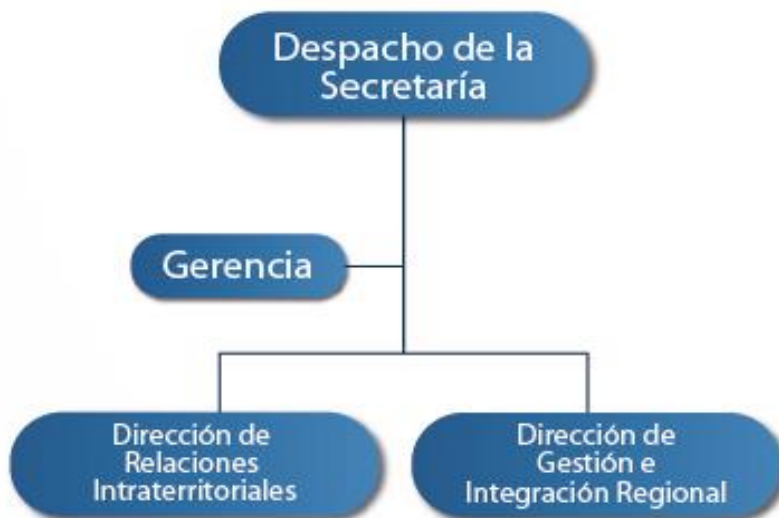 Despacho de la
Secretaría
Gerencia
Dirección de
Relaciones
Intraterritoriales
Dirección de
Gestión e
Integración Regional